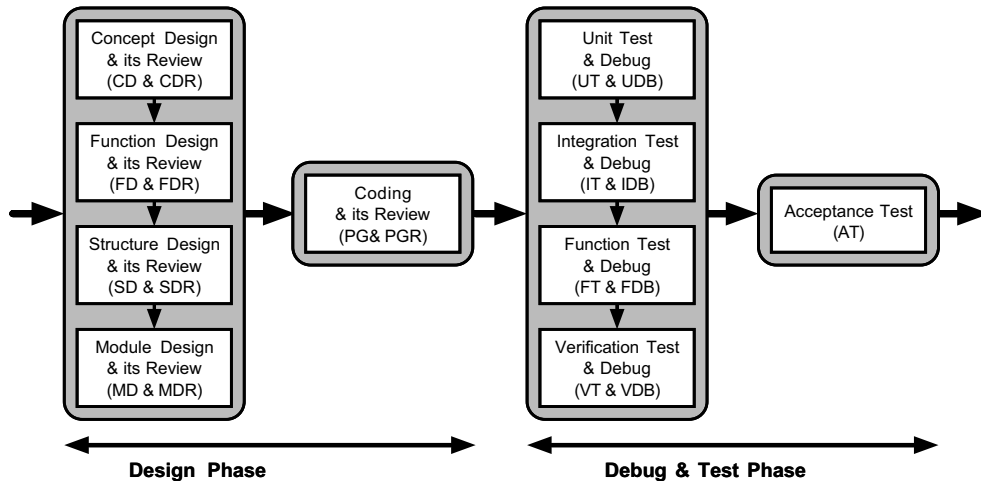 Concept Design
& its Review
(CD & CDR)
Function Design
& its Review
(FD & FDR)
Structure Design
& its Review
(SD & SDR)
Module Design
& its Review
(MD & MDR)
Coding
& its Review
(PG& PGR)
Unit Test
& Debug
(UT & UDB)
Integration Test
& Debug
(IT & IDB)
Function Test
& Debug
(FT & FDB)
Verification Test
& Debug
(VT & VDB)
Acceptance Test
(AT)
Design Phase
Debug & Test Phase